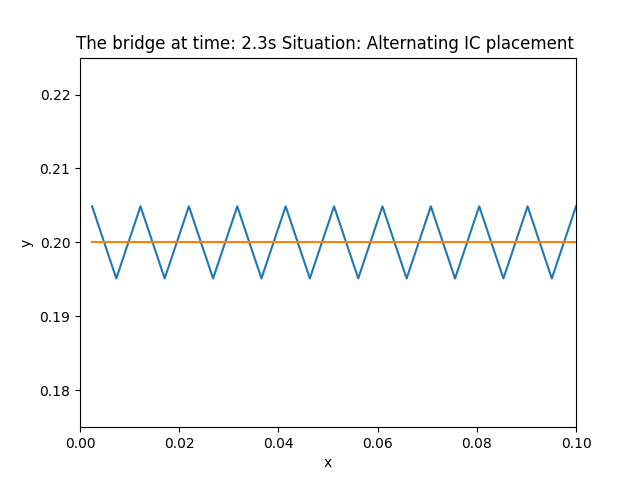 The bridge at time: 2.3s Situation: Alternating IC placement
0.22
0.21
0.20
0.19
0.18
y
0.00 0.02 0.04 0.06 0.08 0.10
x